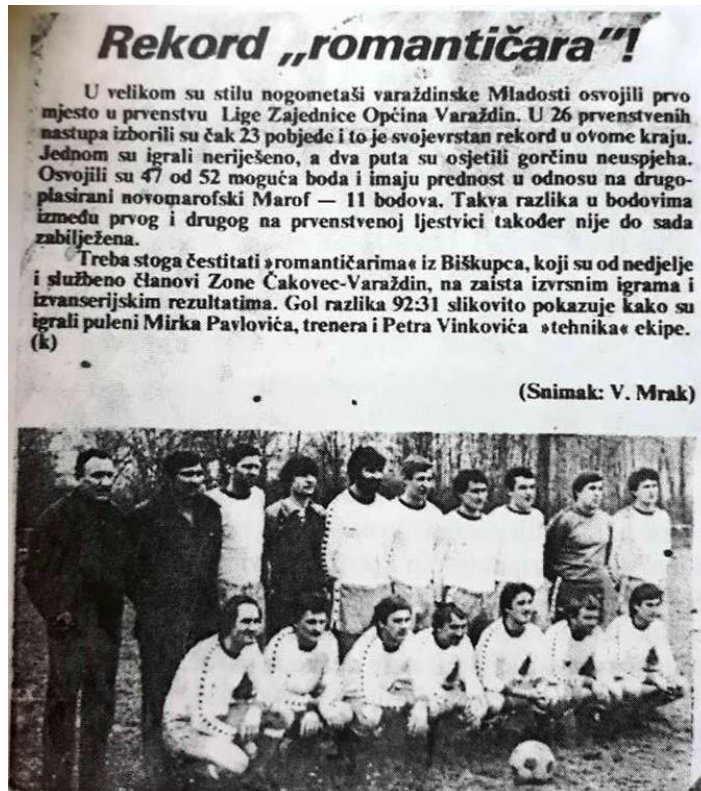 Rekord „romantičara"!
U velikom su stilu nogometaši varaždinske Mladosti osvojili prvo
mjesto u prvenstvu Lige Zajednice Općina Varaždin. U 26 prvenstvenih
nastupa izborili su čak 23 pobjede i to je svojevrstan rekord u ovome kraju.
Jednom su igrali neriješeno, a dva puta su osjetili gorčinu neuspjeha.
Osvojili su 47 od 52 moguća boda i imaju prednost u odnosu na drugo-
plasirani novomarofski Marof — 11 bodova. Takva razlika u bodovima
između prvog i drugog na prvenstvenoj ljestvici također nije do sada
zabilježena.
Treba stoga čestitati »romantičarima« iz Biškupca, koji su od nedjelje
i službeno članovi Zone Čakovec-Varaždin, na zaista izvrsnim igrama i
izvanserijskim rezultatima. Gol razlika 92:31 slikovito pokazuje kako su
igrali puleni Mirka Pavlovića, trenera i Petra Vinkovića »tehnika« ekipe.
(k)
(Snimak: V. Mrak)